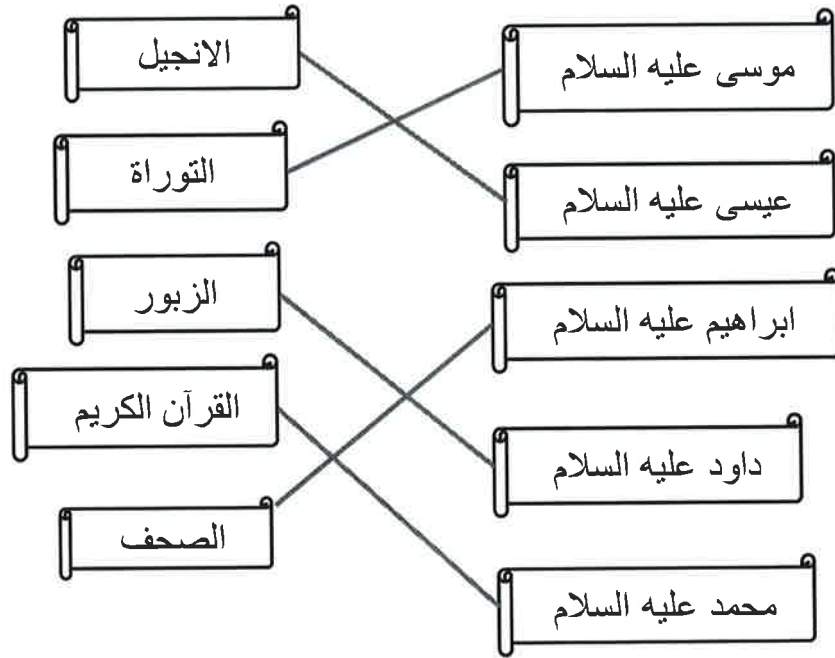 موسى عليه السلام
الانجيل
عيسى عليه السلام
التوراة
ابراهيم عليه السلام
الزبور
داود عليه السلام
القرآن الكريم
محمد عليه السلام
الصحف